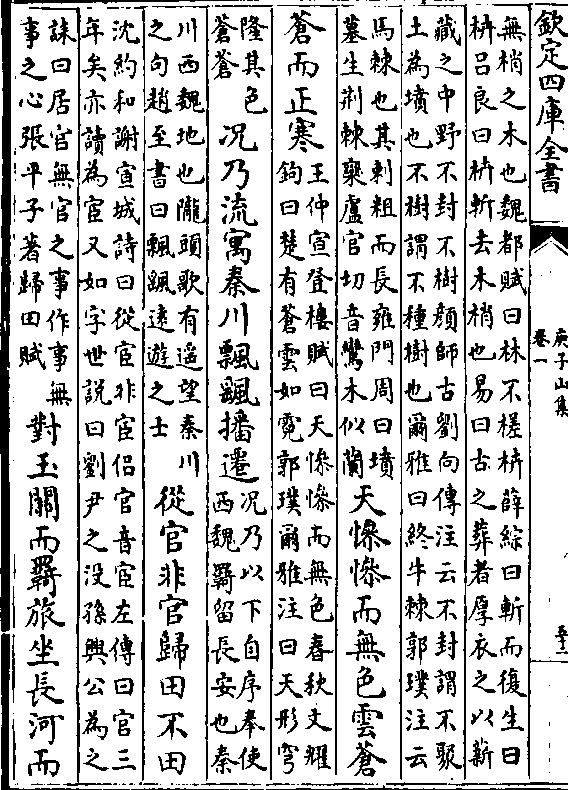 欽定四庫全書
庾子山集
卷一
無梢之木也魏都賦曰林不槎枿薛綜曰斬而復生曰
枿呂良曰枿斬去木梢也易曰古之葬者厚衣之以薪
藏之中野不封不樹顔師古劉向傳注云不封謂不聚
土為墳也不樹謂不種樹也爾雅曰終牛棘郭璞注云
馬棘也其刺粗而長雍門周曰墳
墓生荆棘欒盧官切音鸞木似蘭
天慘慘而無色雲蒼
蒼而正寒
王仲宣登樓賦曰天慘慘而無色春秋文耀
鉤曰楚有蒼雲如霓郭璞爾雅注曰天形穹
隆其色
蒼蒼
况乃流寓秦川飄飖播遷
况乃以下自序奉使
西魏羇留長安也秦
川西魏地也隴頭歌有遥望秦川
之句趙至書曰飄飖逺遊之士
從官非官歸田不田
沈約和謝宣城詩曰從宦非宦侣官音宦左傳曰官三
年矣亦讀為宦又如字世説曰劉尹之没孫興公為之
誄曰居官無官之事作事無
事之心張平子著歸田賦
對玉關而羇旅坐長河而